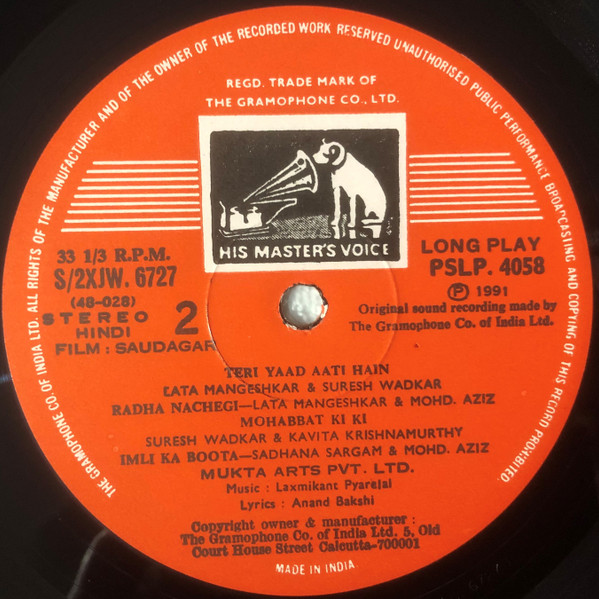 THE GRAMOPHONE CO. OF INDIA LTD. ALL RIGHTS OF THE MANUFACTURER AND OF THE OWNER OF THE RECORDED WORK RESERVED UNAUTHORISED PUBLIC PERFORMANCE BROADCASTING AND COPYING OF THIS RECORD PROHIBITED.
REGD. TRADE MARK OF
THE GRAMOPHONE CO., LTD.
HIS MASTER'S VOICE
33 1/3 R.P.M.
S/2XJW. 6727
(48-028)
STEREO
HINDI
2
FILM : SAUDAGAR
LONG PLAY
PSLP. 4058
Ⓟ 1991
Original sound recording made by
The Gramophone Co. of India Ltd.
TERI YAAD AATI HAIN
LATA MANGESHKAR & SURESH WADKAR
RADHA NACHEGI—LATA MANGESHKAR & MOHD. AZIZ
MOHABBAT KI KI
SURESH WADKAR & KAVITA KRISHNAMURTHY
IMLI KA BOOTA—SADHANA SARGAM & MOHD. AZIZ
MUKTA ARTS PVT. LTD.
Music : Laxmikant Pyarelal
Lyrics : Anand Bakshi
Copyright owner & manufacturer :
The Gramophone Co. of India Ltd. 5, Old
Court House Street Calcutta-700001
MADE IN INDIA